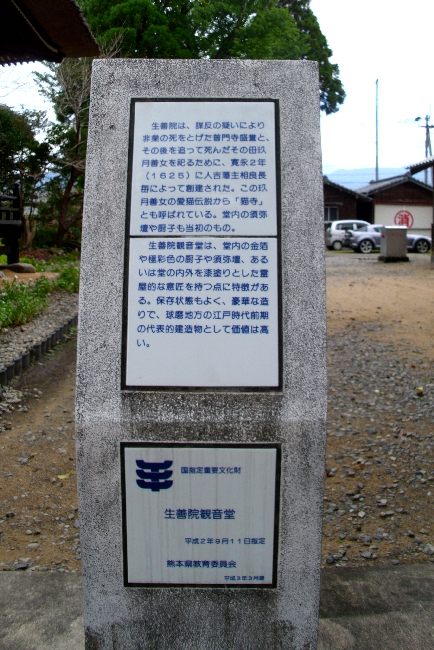 生善院は、謀反の疑いにより
非業の死をとげた普門寺盛誉と、
その後を追って死んだその母玖
月善女を祀るために、寛永2年
(1625)に人吉藩主相良長
毎によって創建された。この玖
月善女の愛猫伝説から「猫寺」
とも呼ばれている。堂内の須弥
壇や厨子も当初のもの。
生善院観音堂は、堂内の金箔
や極彩色の厨子や須弥壇、ある
いは堂の内外を漆塗りとした霊
屋的な意匠を持つ点に特徴があ
る。保存状態もよく、豪華な造
りで、球磨地方の江戸時代前期
の代表的建造物として価値は高
い。
国指定重要文化財
生善院観音堂
平成2年9月11日指定
熊本県教育委員会
平成3年3月建
消